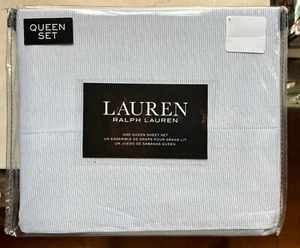 QUEEN
SET
LAUREN
RALPH LAUREN
ONE QUEEN SHEET SET
UN ENSEMBLE DE DRAPS POUR GRAND LIT
UN JUEGO DE SABANAS QUEEN